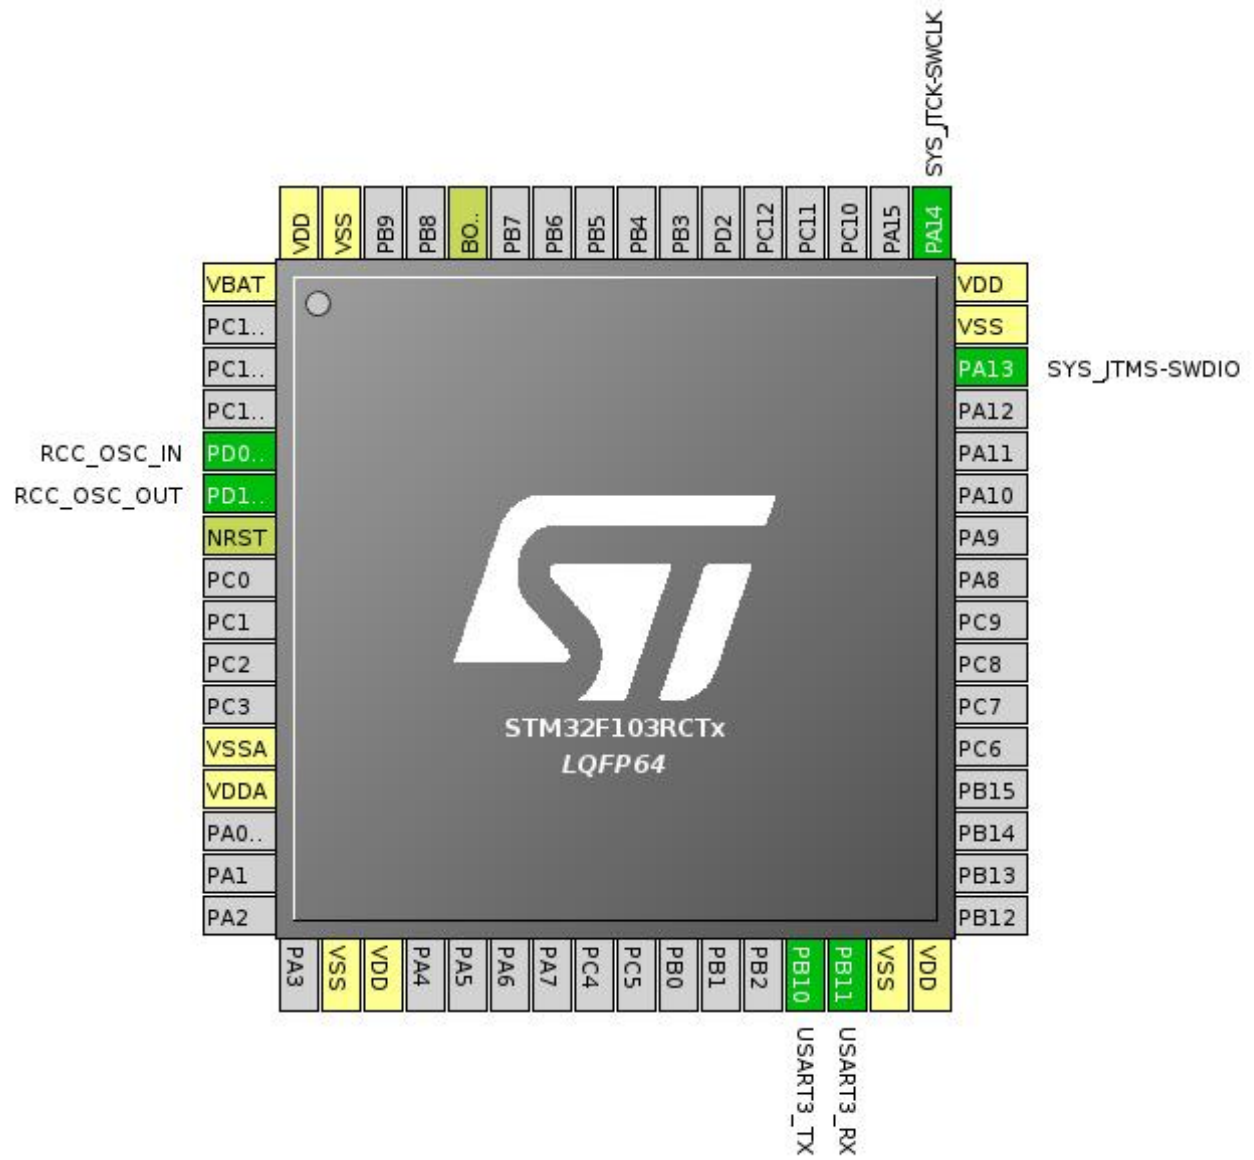 SYS_JTCK-SWCLK
VDD
VSS
PB9
PB8
BO..
PB7
PB6
PB5
PB4
PB3
PD2
PC12
PC11
PC10
PA15
PA14
VBAT
PC1..
PC1..
PC1..
RCC_OSC_IN PD0..
RCC_OSC_OUT PD1..
NRST
PC0
PC1
PC2
PC3
VSSA
VDDA
PA0..
PA1
PA2
ST
STM32F103RCTx
LQFP64
VDD
VSS
PA13 SYS_JTMS-SWDIO
PA12
PA11
PA10
PA9
PA8
PC9
PC8
PC7
PC6
PB15
PB14
PB13
PB12
PA3
VSS
VDD
PA4
PA5
PA6
PA7
PC4
PC5
PB0
PB1
PB2
PB10
PB11
VSS
VDD
USART3_TX
USART3_RX